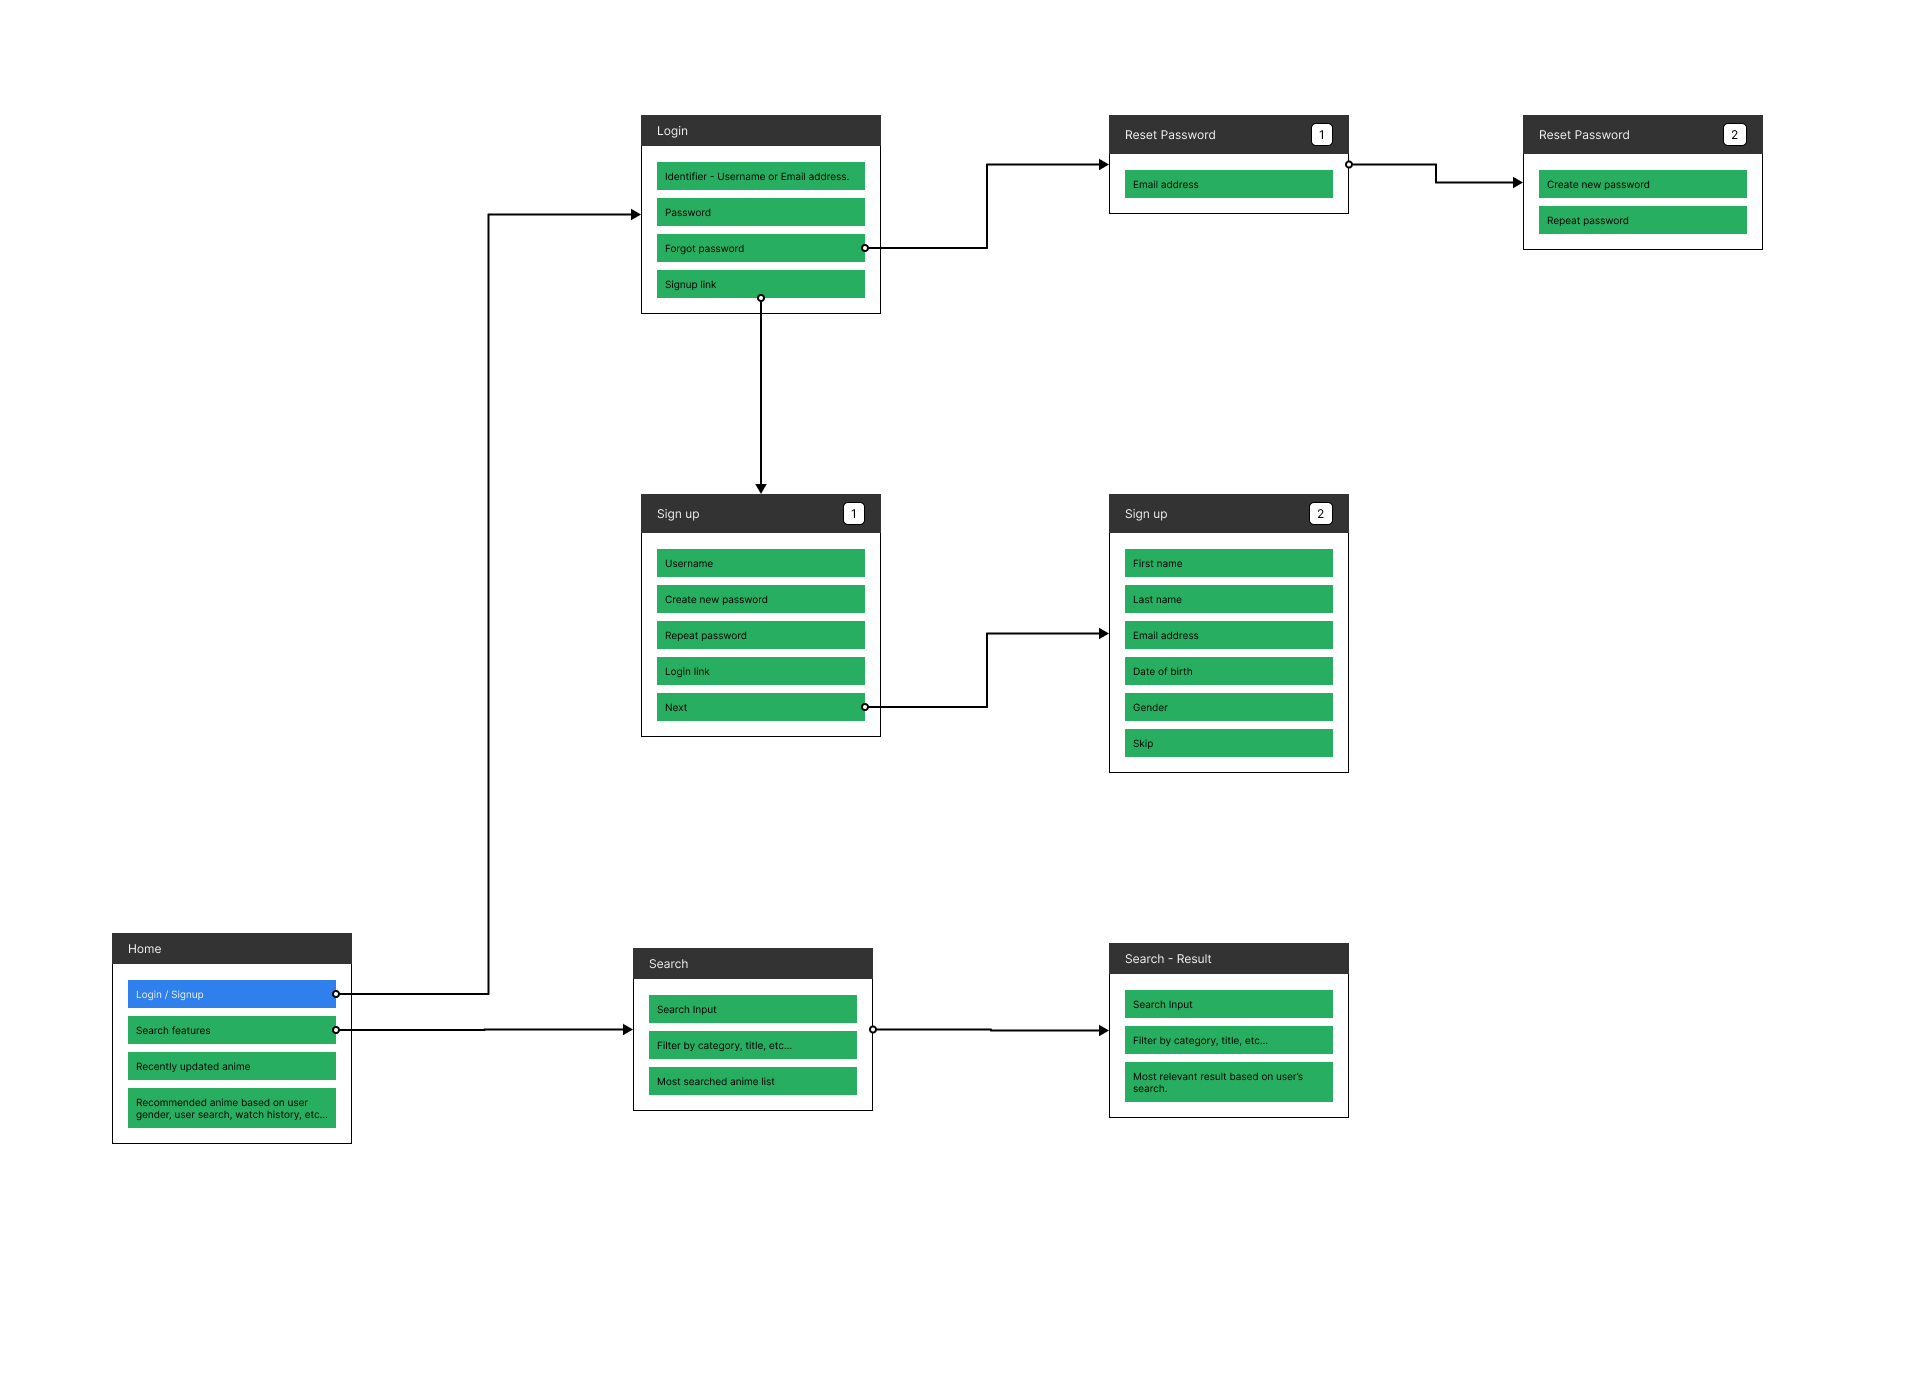 Login
Identifier - Username or Email address.
Password
Forgot password
Signup link
Reset Password
1
Email address
Reset Password
2
Create new password
Repeat password
Sign up
1
Username
Create new password
Repeat password
Login link
Next
Sign up
2
First name
Last name
Email address
Date of birth
Gender
Skip
Home
Login / Signup
Search features
Recently updated anime
Recommended anime based on user
gender, user search, watch history, etc...
Search
Search Input
Filter by category, title, etc...
Most searched anime list
Search - Result
Search Input
Filter by category, title, etc...
Most relevant result based on user's
search.